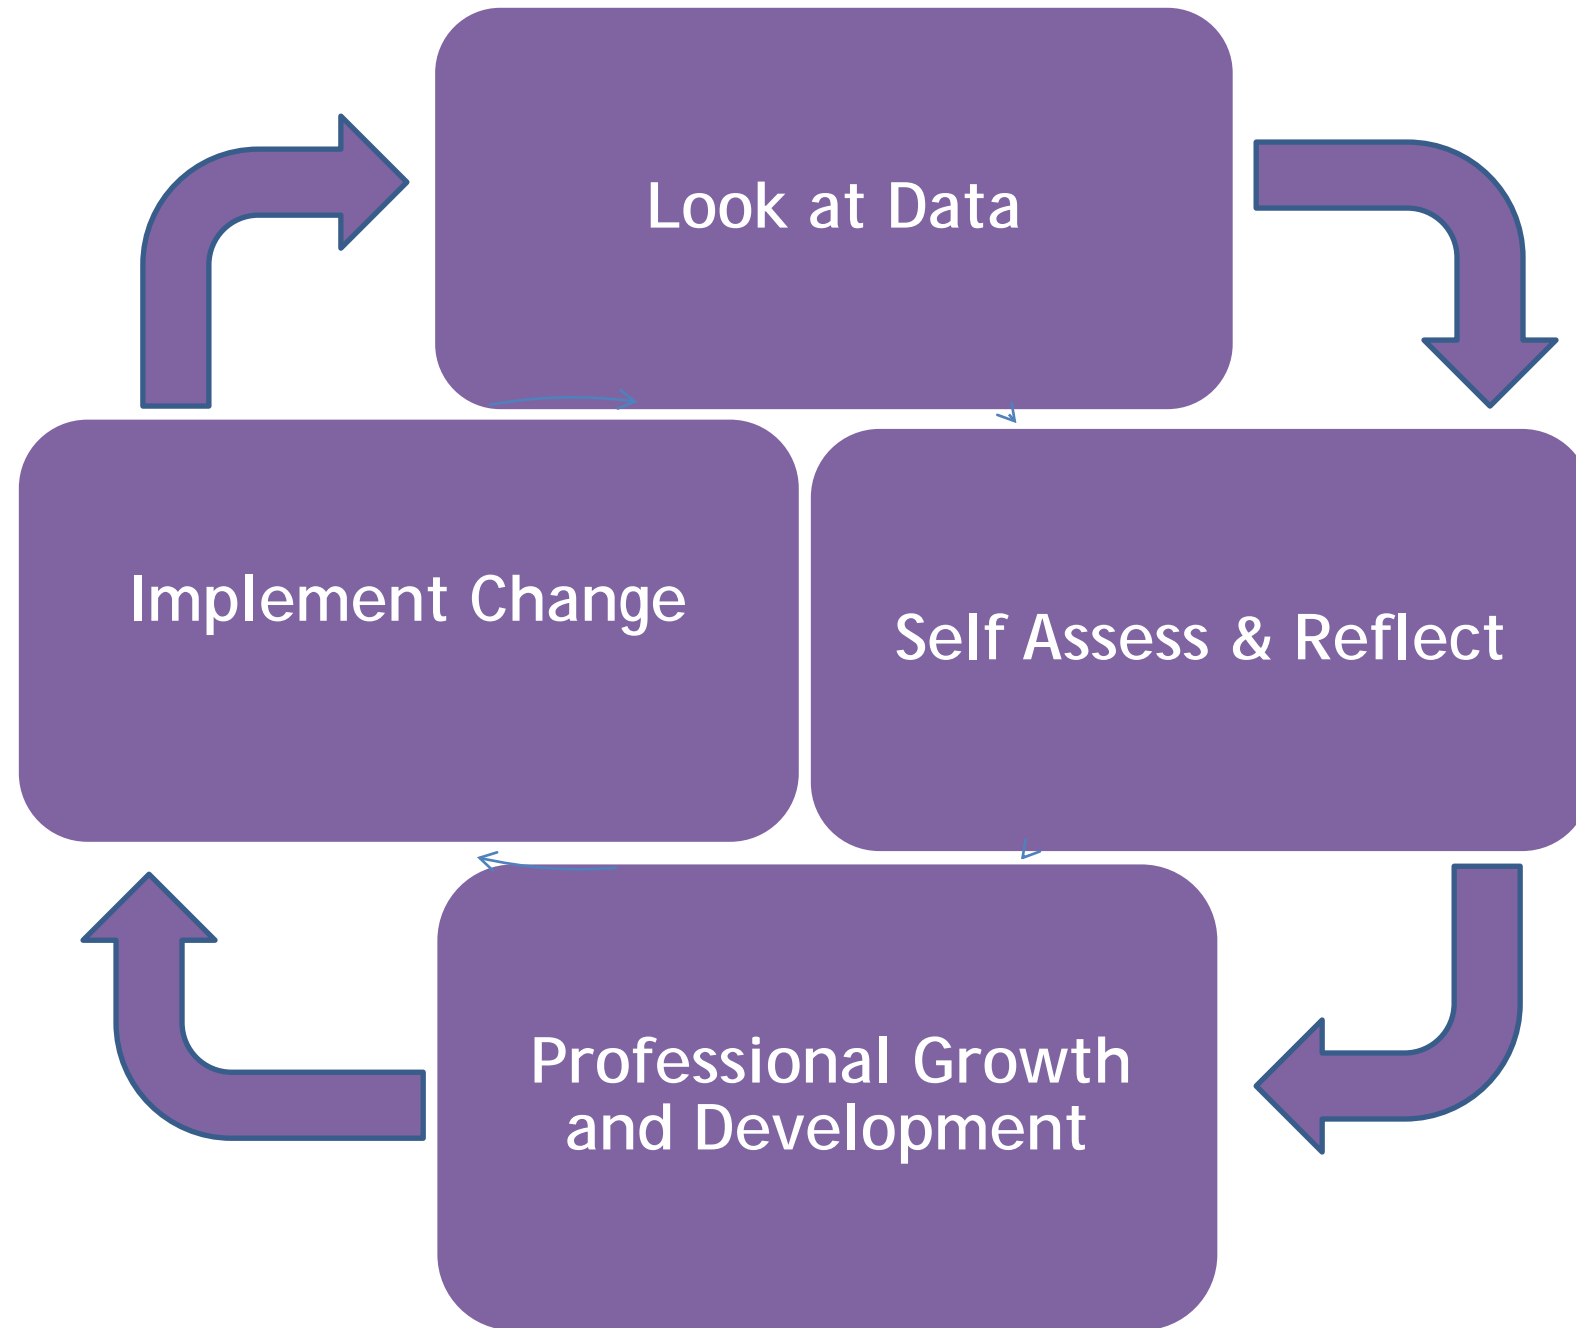 Look at Data
Implement Change
Self Assess & Reflect
Professional Growth
and Development